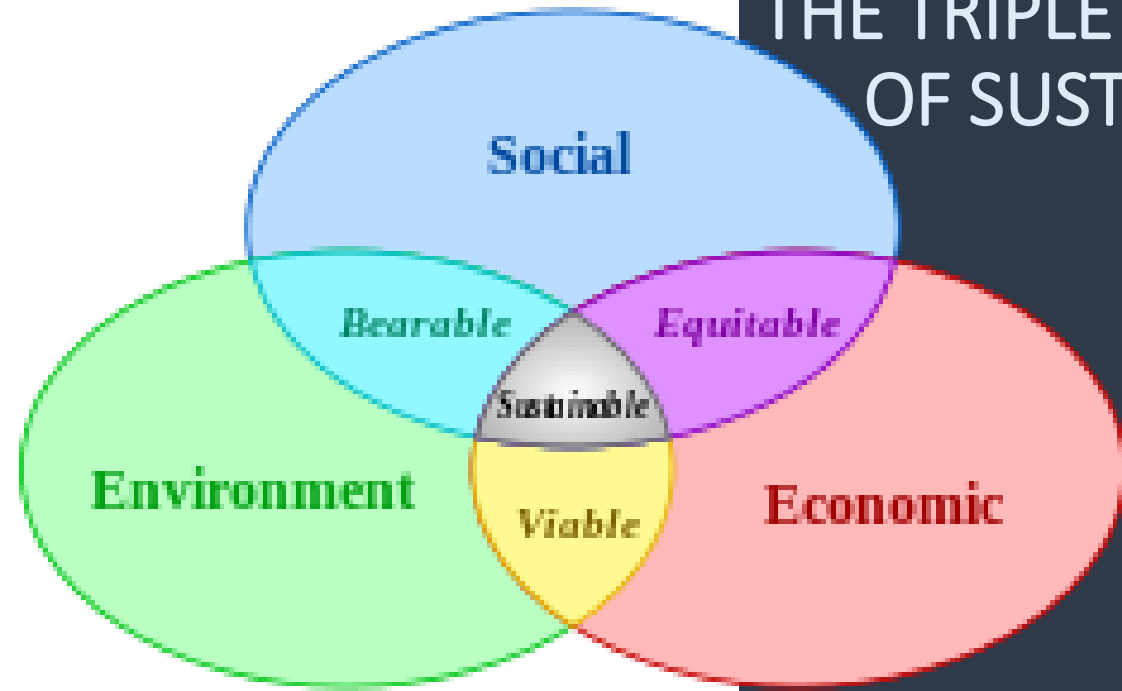 THE TRIPLE
OF SUST
Social
Bearable
Equitable
Sustainable
Environment
Economic
Viable